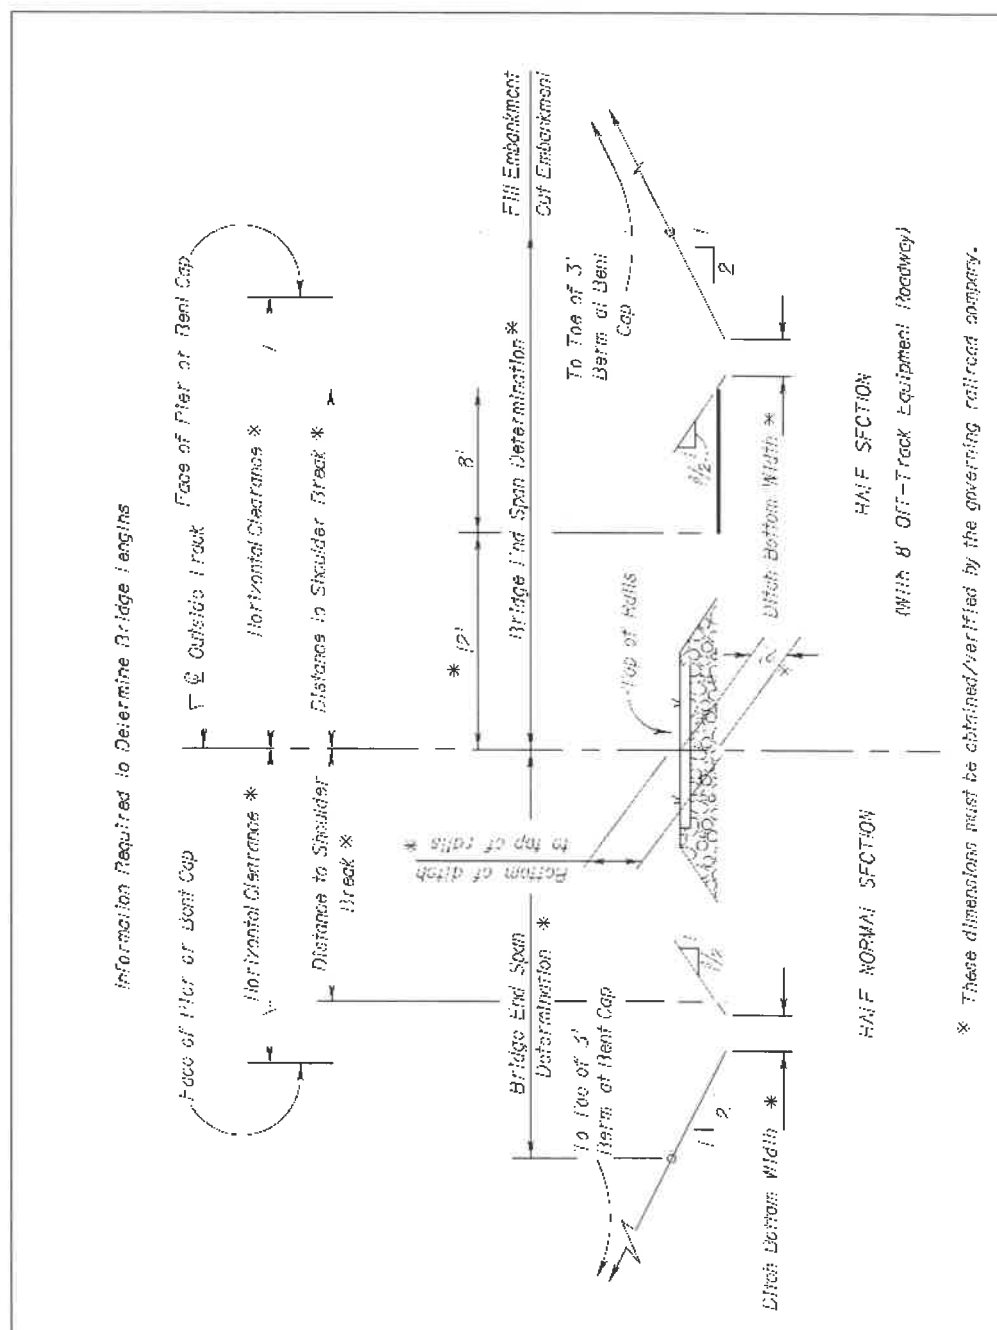 Information Required to Determine Bridge Lengths
Face of Pier or Bent Cap
℄ Outside Track
Face of Pier or Bent Cap
Horizontal Clearance *
Horizontal Clearance *
Distance to Shoulder
Break *
Distance to Shoulder Break *
Bottom of ditch
to top of rails *
* 12'
8'
Bridge End Span
Determination *
Bridge End Span Determination *
Fill Embankment
Cut Embankment
To Toe of 3'
Berm at Bent Cap
To Toe of 3'
Berm at Bent
Cap
Top of Rails
1
2
1
1
1
2
2'
*
Ditch Bottom Width *
Ditch Bottom Width *
HALF NORMAL SECTION
HALF SECTION
(With 8' Off-Track Equipment Roadway)
* These dimensions must be obtained/verified by the governing railroad company.